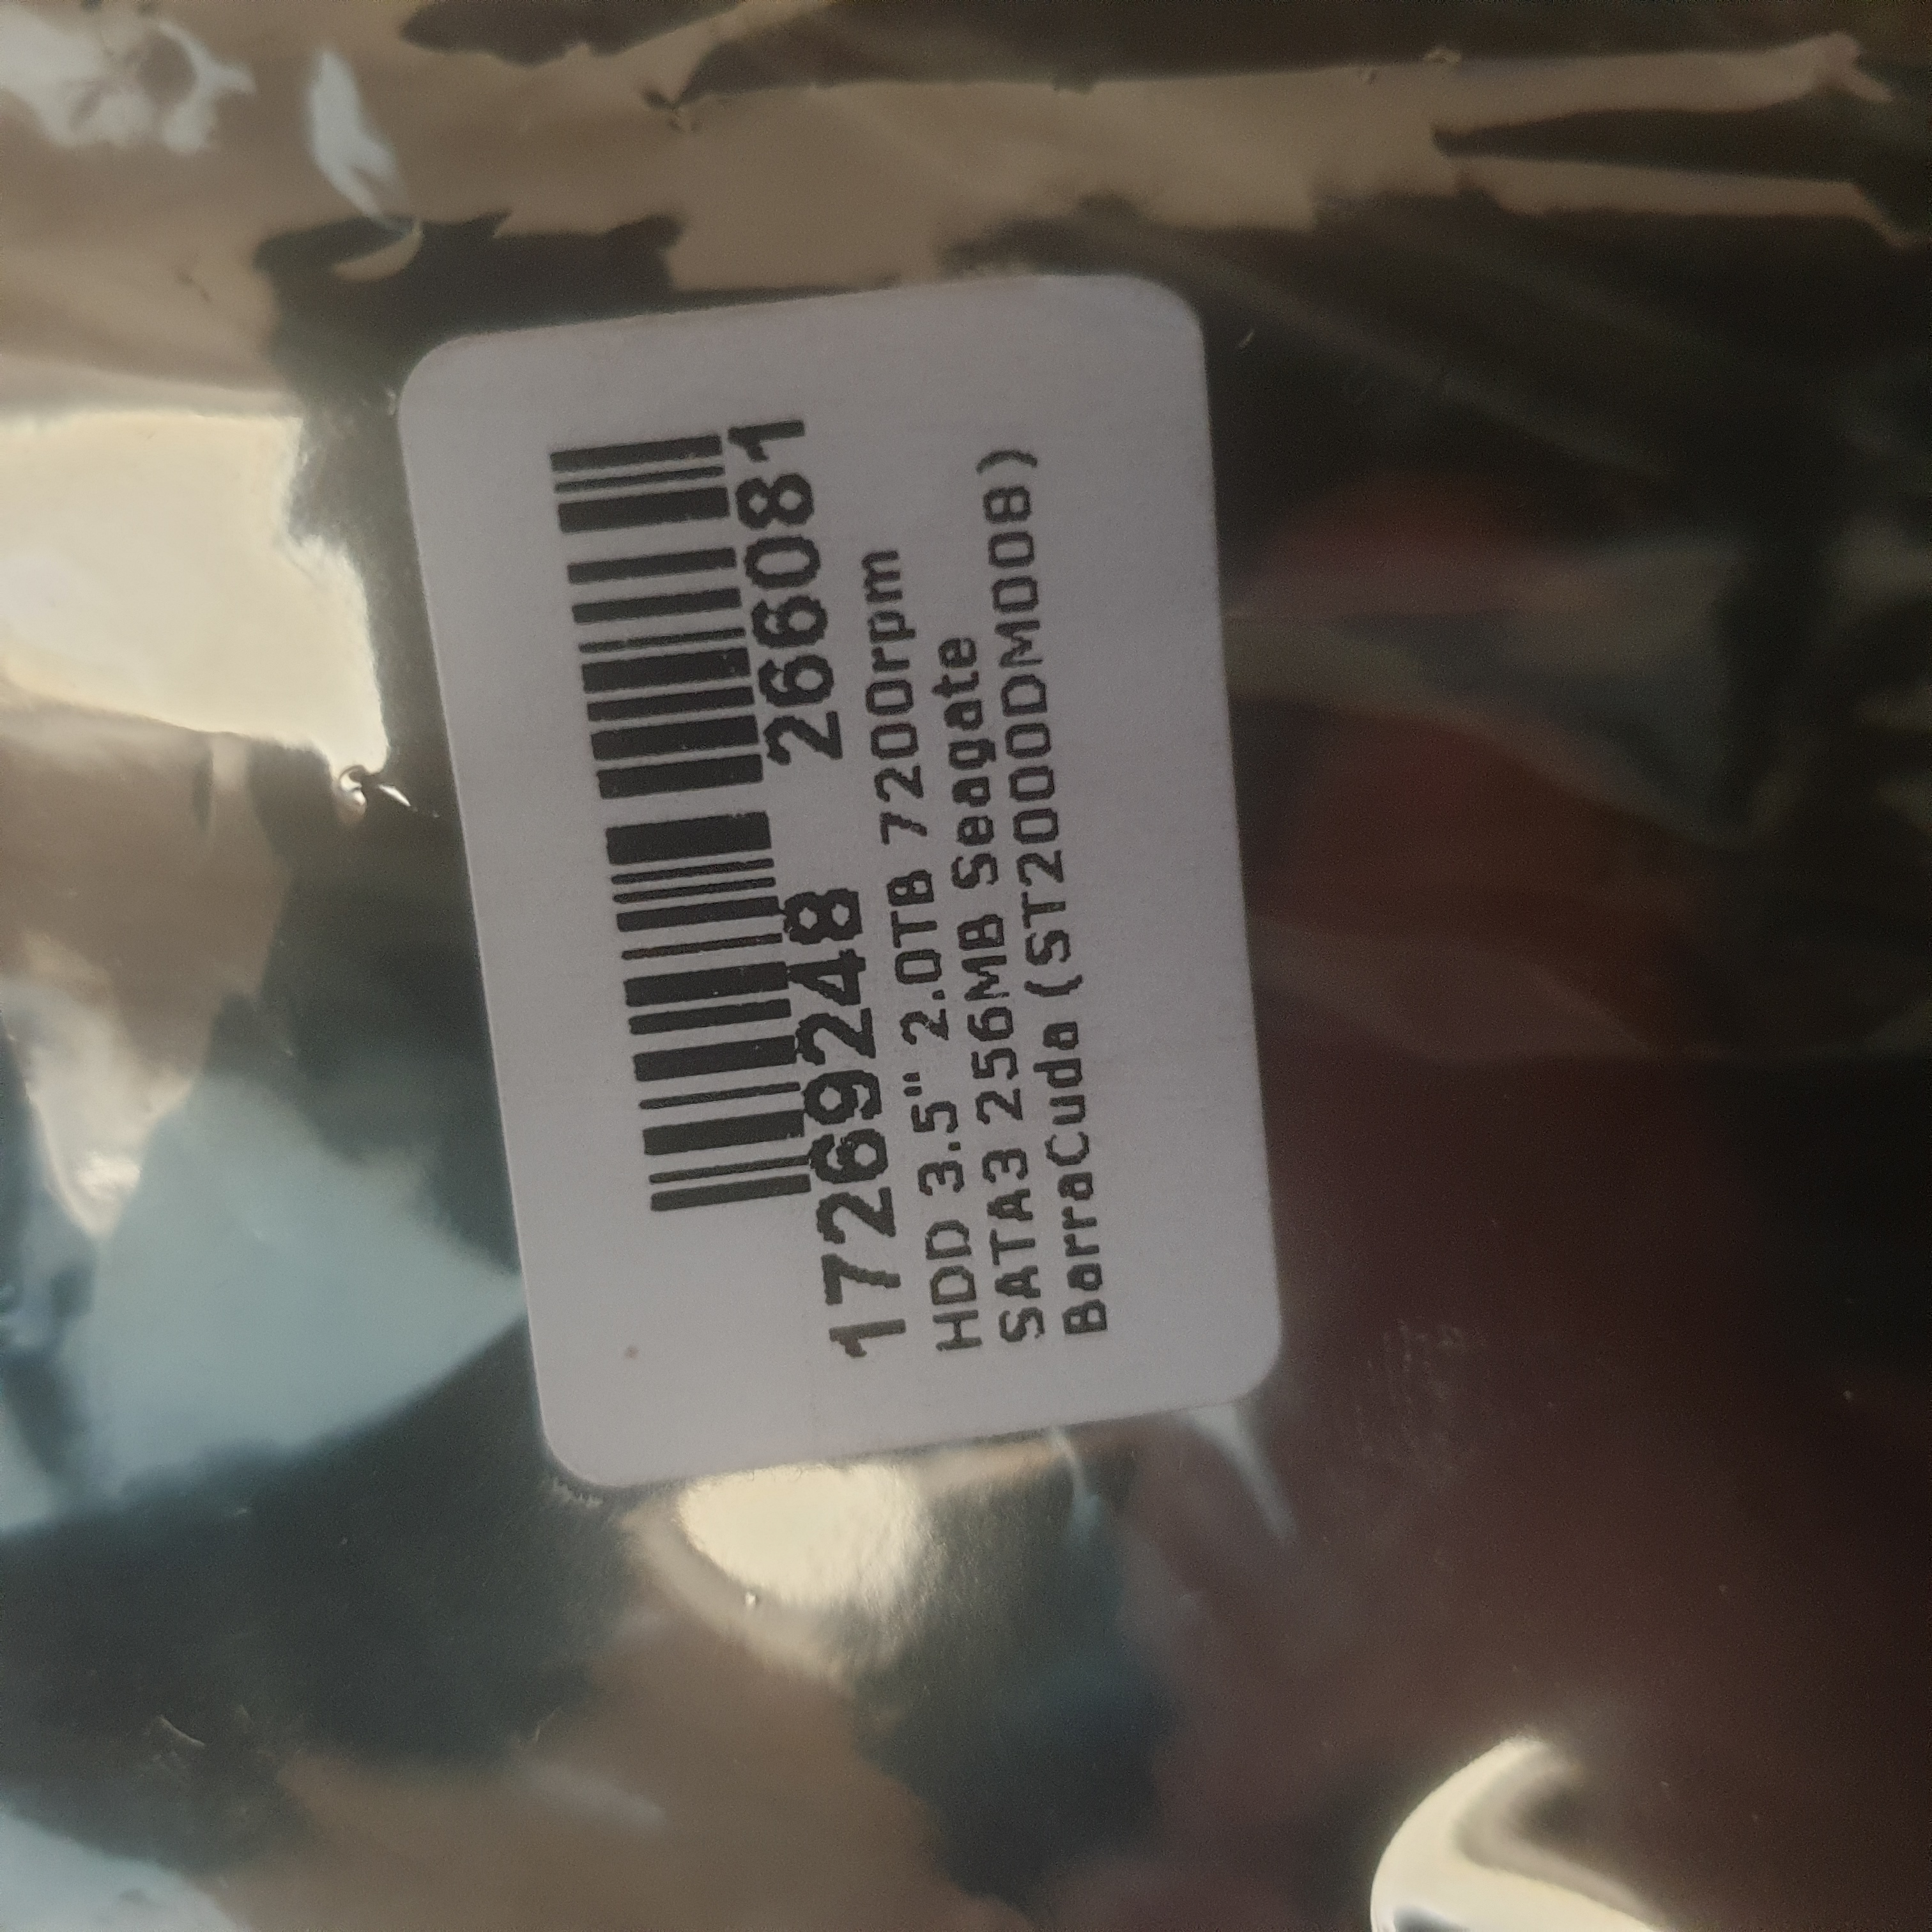 17269248 266081
HDD 3.5" 2.0TB 7200rpm
SATA3 256MB Seagate
BarraCuda (ST2000DM008)